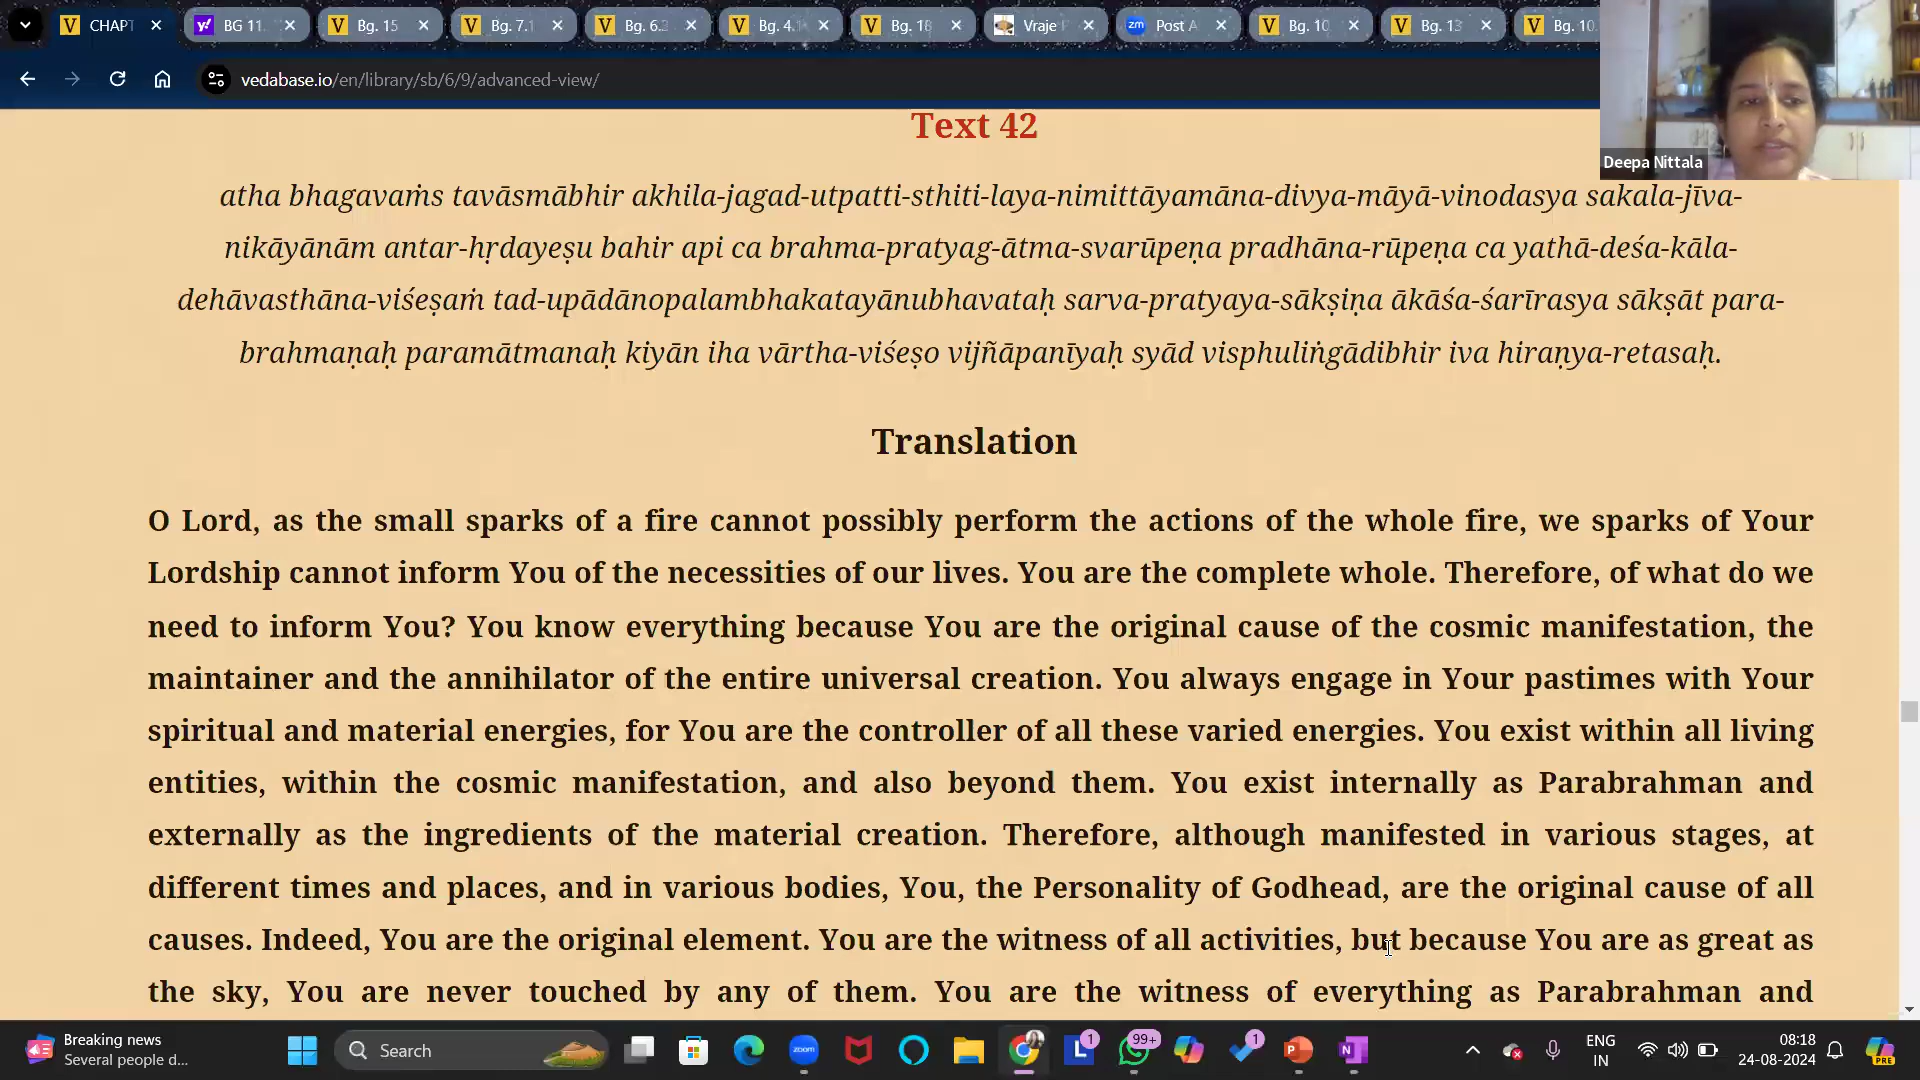 CHAPT
BG 11.
Bg. 15
Bg. 7.1
Bg. 6.2
Bg. 4.1
Bg. 18
Vraje
Post A
Bg. 10
Bg. 13
Bg. 10.
vedabase.io/en/library/sb/6/9/advanced-view/
Deepa Nittala
Text 42
atha bhagavaṁs tavāsmābhir akhila-jagad-utpatti-sthiti-laya-nimittāyamāna-divya-māyā-vinodasya sakala-jīva-
nikāyānām antar-hṛdayeṣu bahir api ca brahma-pratyag-ātma-svarūpeṇa pradhāna-rūpeṇa ca yathā-deśa-kāla-
dehāvasthāna-viśeṣaṁ tad-upādānopalambhakatayānubhavataḥ sarva-pratyaya-sākṣiṇa ākāśa-śarīrasya sākṣāt para-
brahmaṇaḥ paramātmanaḥ kiyān iha vārtha-viśeṣo vijñāpanīyaḥ syād visphuliṅgādibhir iva hiraṇya-retasaḥ.
Translation
O Lord, as the small sparks of a fire cannot possibly perform the actions of the whole fire, we sparks of Your
Lordship cannot inform You of the necessities of our lives. You are the complete whole. Therefore, of what do we
need to inform You? You know everything because You are the original cause of the cosmic manifestation, the
maintainer and the annihilator of the entire universal creation. You always engage in Your pastimes with Your
spiritual and material energies, for You are the controller of all these varied energies. You exist within all living
entities, within the cosmic manifestation, and also beyond them. You exist internally as Parabrahman and
externally as the ingredients of the material creation. Therefore, although manifested in various stages, at
different times and places, and in various bodies, You, the Personality of Godhead, are the original cause of all
causes. Indeed, You are the original element. You are the witness of all activities, but because You are as great as
the sky, You are never touched by any of them. You are the witness of everything as Parabrahman and
Breaking news
Several people d...
Search
zoom
1
99+
1
ENG
IN
08:18
24-08-2024
PRE